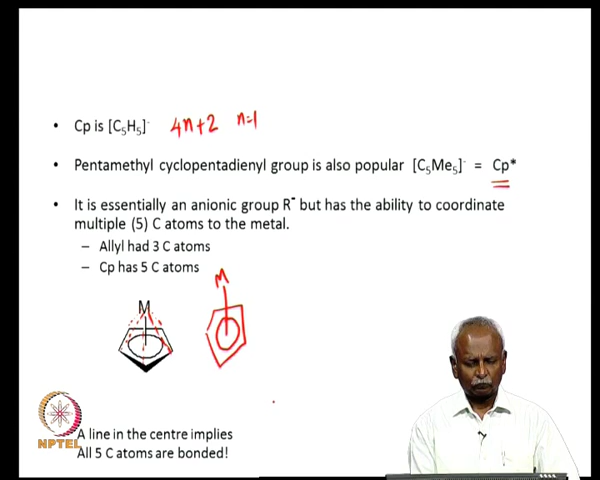 • Cp is [C₅H₅]⁻ 4n+2 n=1
• Pentamethyl cyclopentadienyl group is also popular [C₅Me₅]⁻ = Cp*
• It is essentially an anionic group R⁻ but has the ability to coordinate
multiple (5) C atoms to the metal.
– Allyl had 3 C atoms
– Cp has 5 C atoms
M
M
A line in the centre implies
All 5 C atoms are bonded!
NPTEL